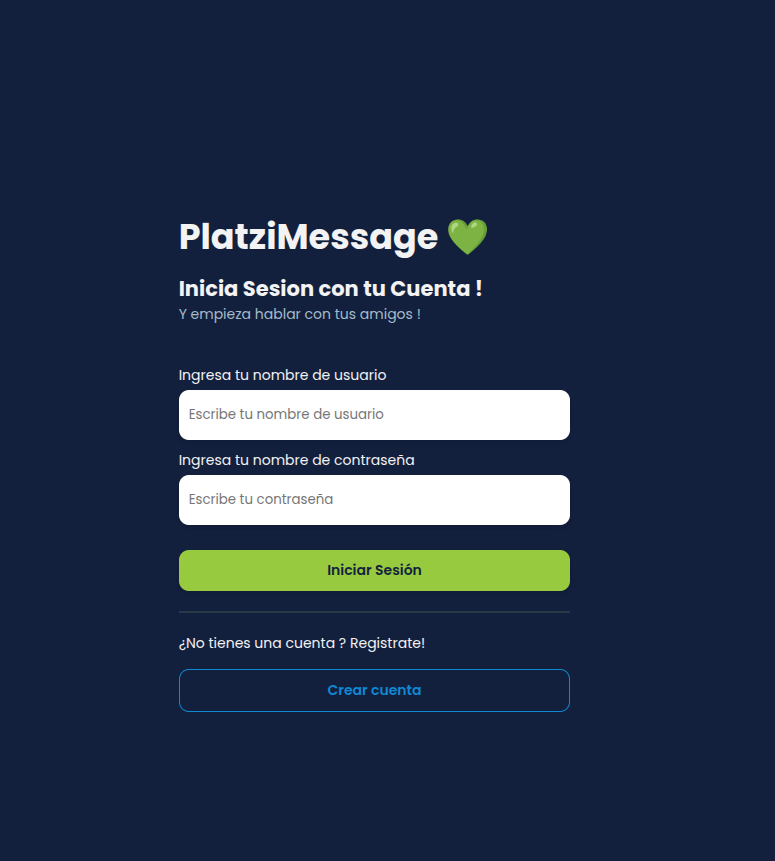 PlatziMessage 💚
Inicia Sesion con tu Cuenta !
Y empieza hablar con tus amigos !
Ingresa tu nombre de usuario
Escribe tu nombre de usuario
Ingresa tu nombre de contraseña
Escribe tu contraseña
Iniciar Sesión
¿No tienes una cuenta ? Registrate!
Crear cuenta